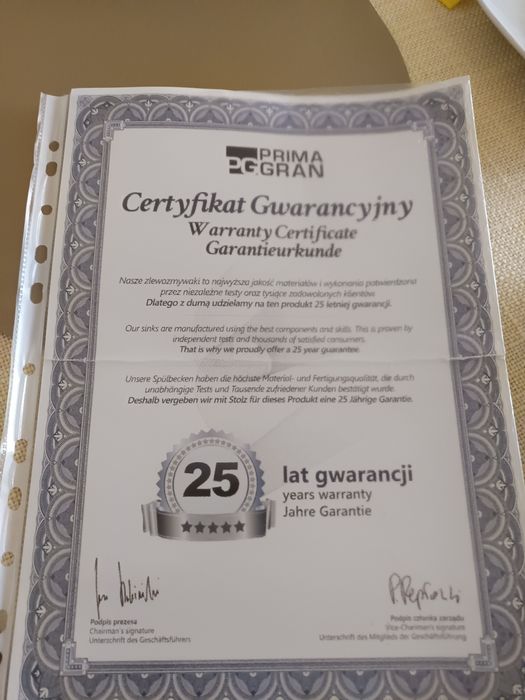 PG PRIMA
GRAN
Certyfikat Gwarancyjny
Warranty Certificate
Garantieurkunde
Nasze zlewozmywaki to najwyższa jakość materiałów i wykonania potwierdzona
przez niezależne testy oraz tysiące zadowolonych klientów.
Dlatego z dumą udzielamy na ten produkt 25 letniej gwarancji.
Our sinks are manufactured using the best components and skills. This is proven by
independent tests and thousands of satisfied consumers.
That is why we proudly offer a 25 year guarantee.
Unsere Spülbecken haben die höchste Material- und Fertigungsqualität, die durch
unabhängige Tests und Tausende zufriedener Kunden bestätigt wurde.
Deshalb vergeben wir mit Stolz für dieses Produkt eine 25 Jährige Garantie.
25
lat gwarancji
years warranty
Jahre Garantie
Podpis prezesa
Chairman's signature
Unterschrift des Geschäftsführers
Podpis członka zarządu
Vice-Chariman's signature
Unterschrift des Mitglieds der Geschäftsführung